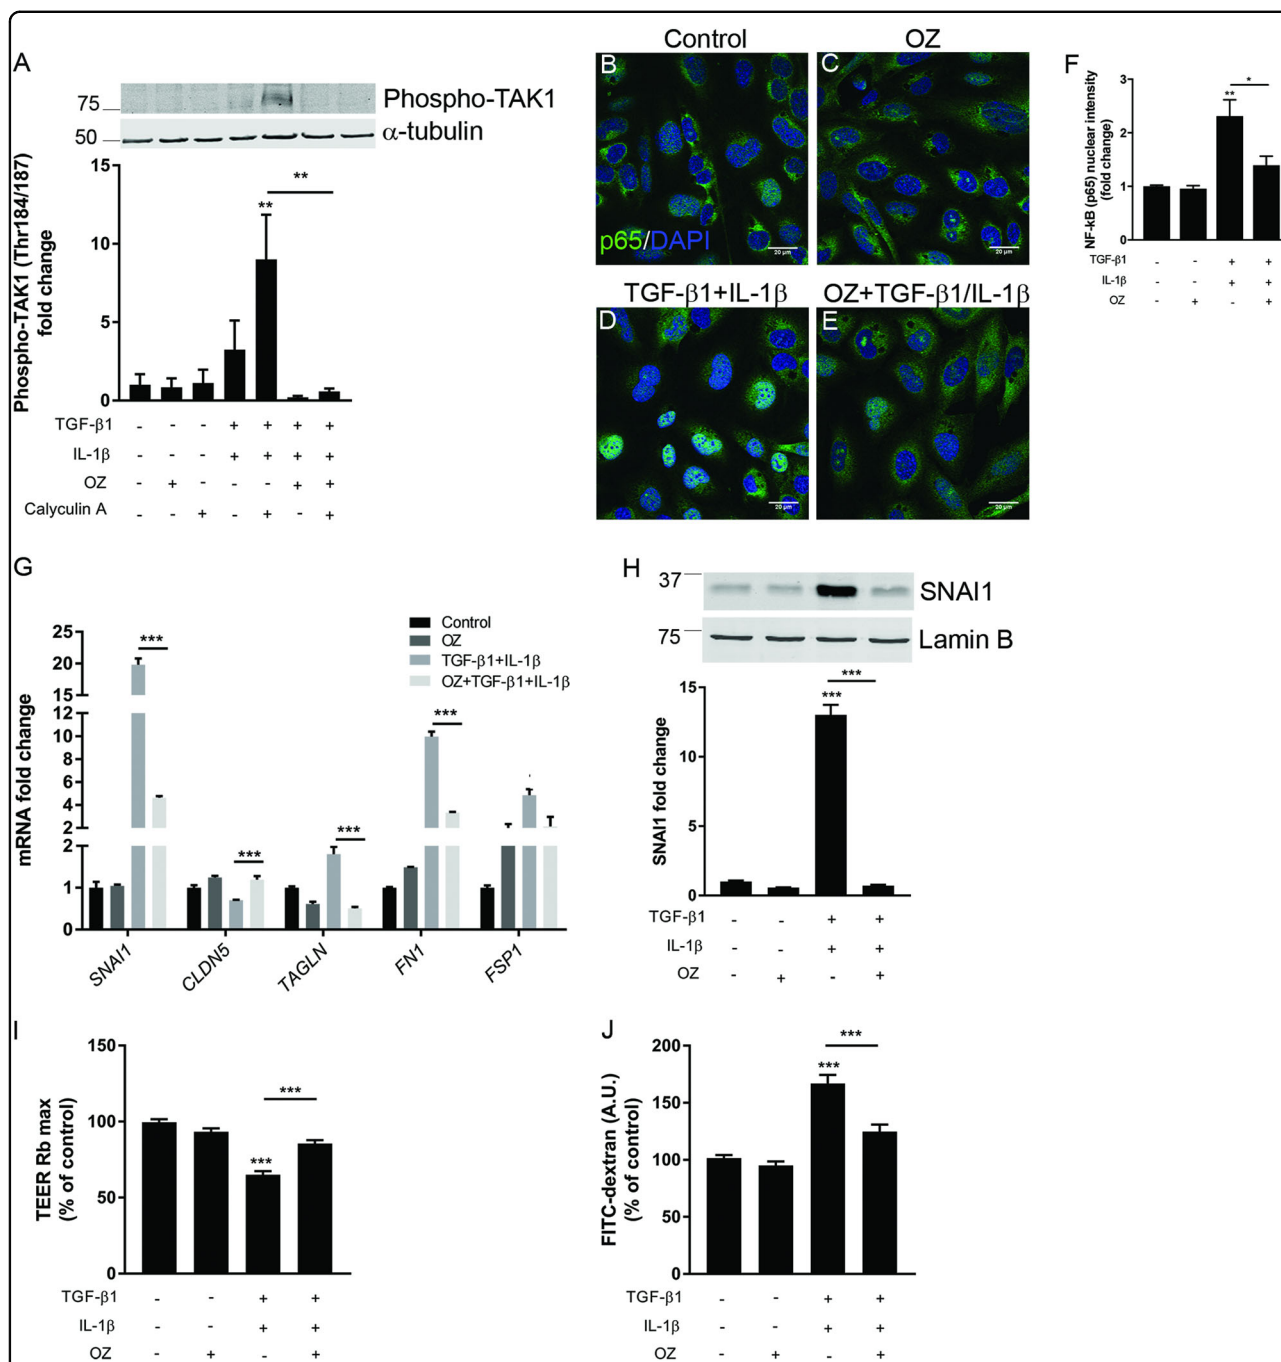 A
75
Phospho-TAK1
50
α-tubulin
Phospho-TAK1 (Thr184/187)
fold change
15
10
5
0
**
**
TGF-β1 - - - + + + +
IL-1β - - - + + + +
OZ - + - - - + +
Calyculin A - - + - + - +
Control
OZ
B
C
p65/DAPI
20 µm
20 µm
TGF-β1+IL-1β
OZ+TGF-β1/IL-1β
D
E
20 µm
20 µm
F
NF-kB (p65) nuclear intensity
(fold change)
3
2
1
0
**
*
TGF-β1 - - + +
IL-1β - - + +
OZ - + - +
G
mRNA fold change
25
20
15
12
10
8
6
4
2
2
1
0
***
***
***
***
Control
OZ
TGF-β1+IL-1β
OZ+TGF-β1+IL-1β
SNAI1
CLDN5
TAGLN
FN1
FSP1
H
37
SNAI1
75
Lamin B
SNAI1 fold change
15
10
5
0
***
***
TGF-β1 - - + +
IL-1β - - + +
OZ - + - +
I
TEER Rb max
(% of control)
150
100
50
0
***
***
TGF-β1 - - + +
IL-1β - - + +
OZ - + - +
J
FITC-dextran (A.U.)
(% of control)
200
150
100
50
0
***
***
TGF-β1 - - + +
IL-1β - - + +
OZ - + - +